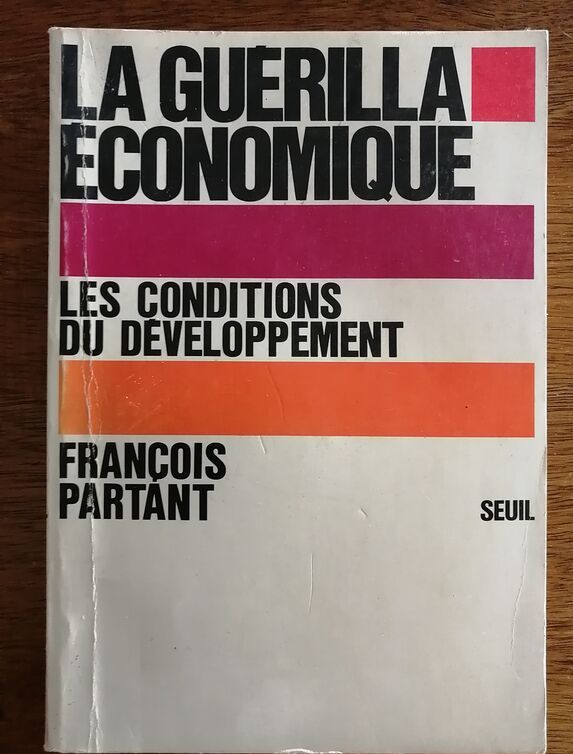 LA GUÉRILLA
ÉCONOMIQUE
LES CONDITIONS
DU DÉVELOPPEMENT
FRANÇOIS
PARTANT
SEUIL